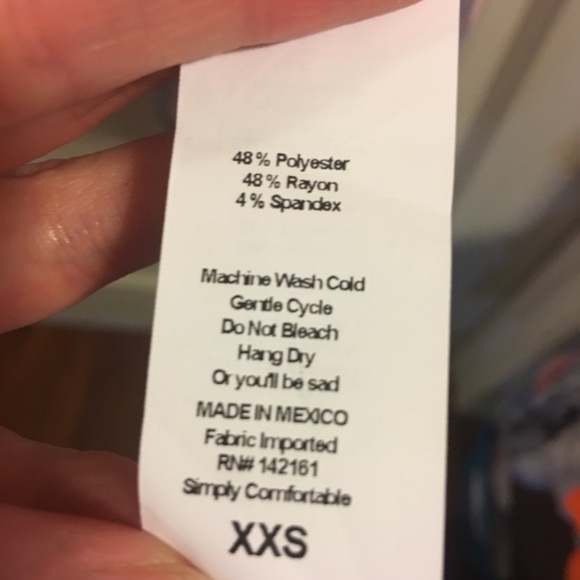 48% Polyester
48% Rayon
4% Spandex
Machine Wash Cold
Gentle Cycle
Do Not Bleach
Hang Dry
Or you'll be sad
MADE IN MEXICO
Fabric Imported
RN# 142161
Simply Comfortable
XXS